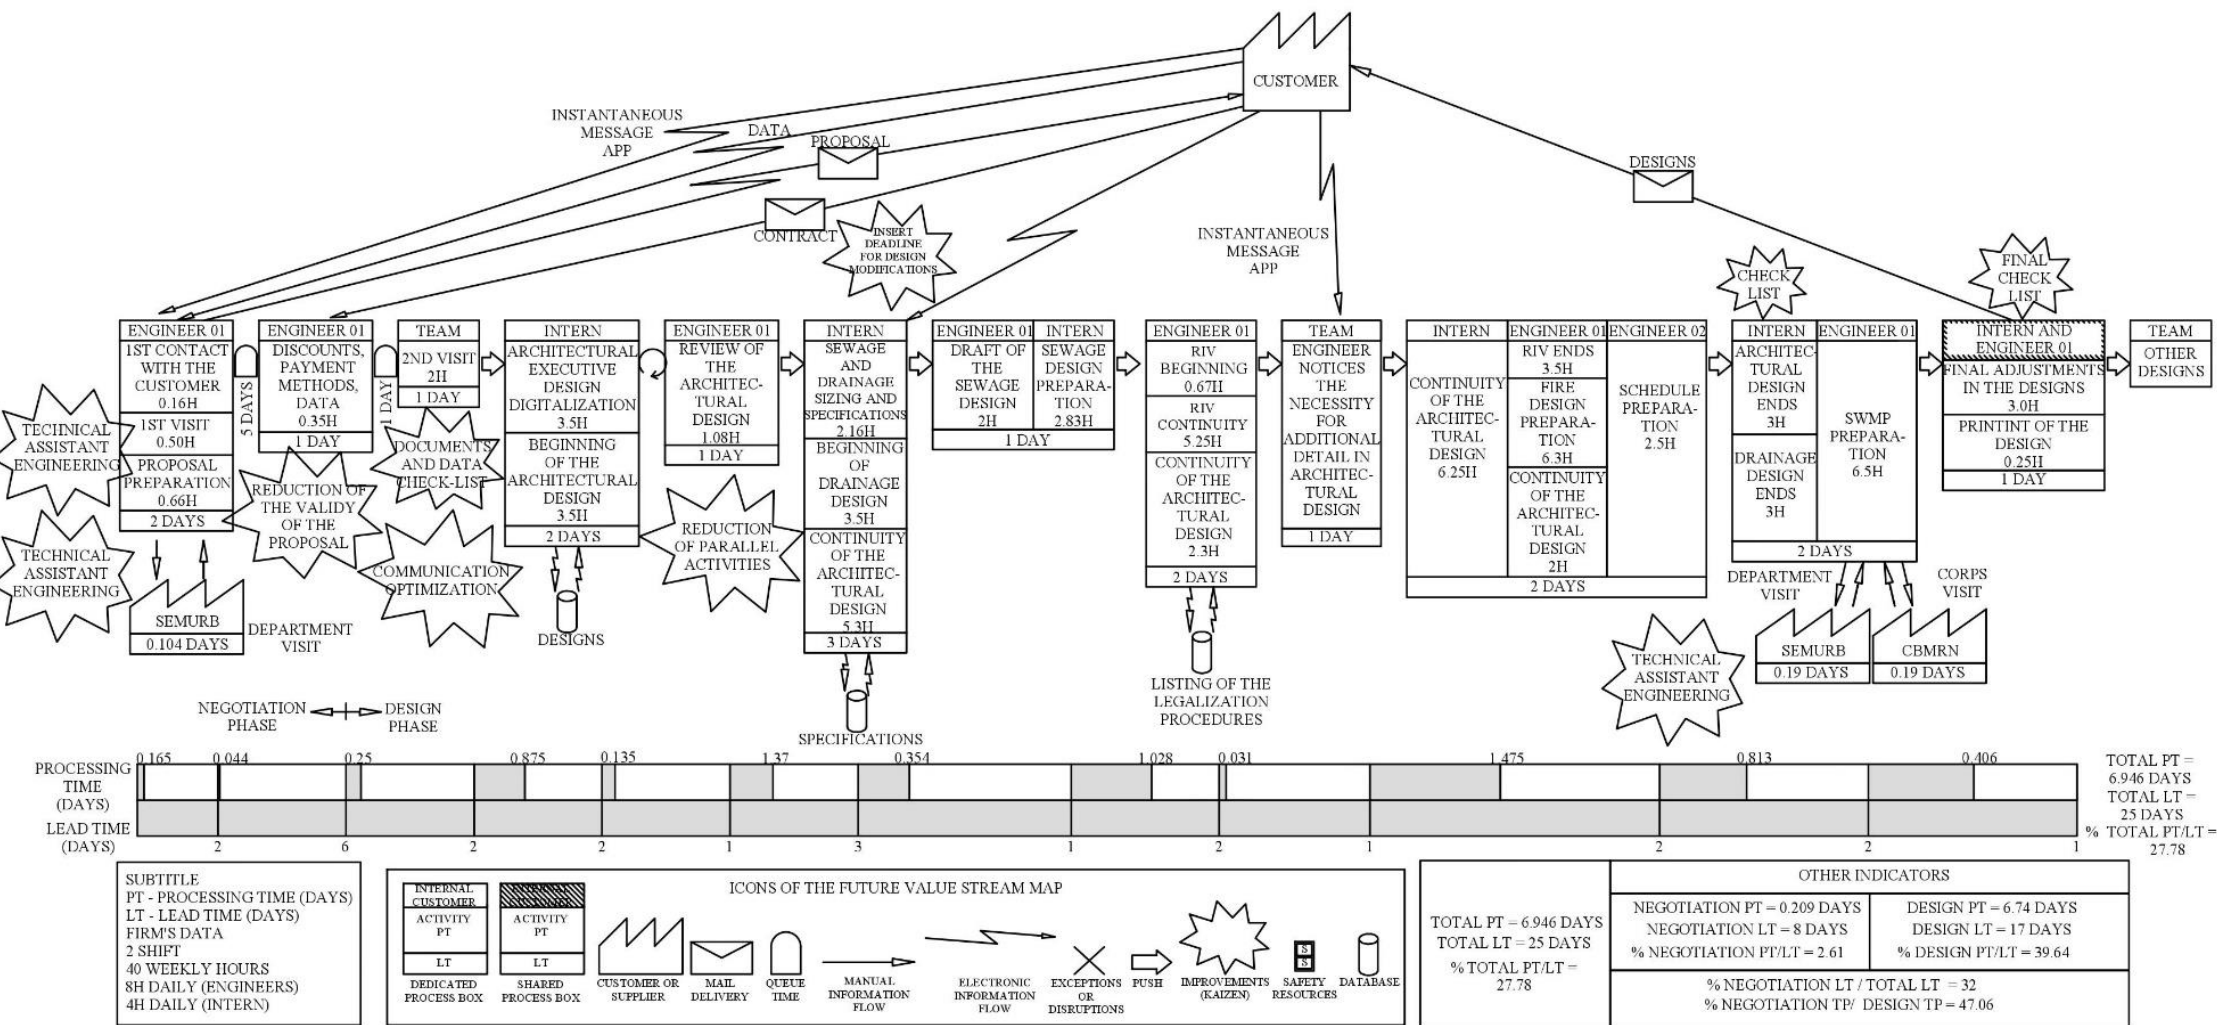 CUSTOMER
INSTANTANEOUS
MESSAGE
APP
DATA
PROPOSAL
CONTRACT
INSERT
DEADLINE
FOR DESIGN
MODIFICATIONS
INSTANTANEOUS
MESSAGE
APP
DESIGNS
CHECK
LIST
FINAL
CHECK
LIST
ENGINEER 01
1ST CONTACT
WITH THE
CUSTOMER
0.16H
1ST VISIT
0.50H
PROPOSAL
PREPARATION
0.66H
2 DAYS
5 DAYS
ENGINEER 01
DISCOUNTS,
PAYMENT
METHODS,
DATA
0.35H
1 DAY
1 DAY
TEAM
2ND VISIT
2H
1 DAY
INTERN
ARCHITECTURAL
EXECUTIVE
DESIGN
DIGITALIZATION
3.5H
BEGINNING
OF THE
ARCHITECTURAL
DESIGN
3.5H
2 DAYS
ENGINEER 01
REVIEW OF
THE
ARCHITEC-
TURAL
DESIGN
1.08H
1 DAY
INTERN
SEWAGE
AND
DRAINAGE
SIZING AND
SPECIFICATIONS
2.16H
BEGINNING
OF
DRAINAGE
DESIGN
3.5H
CONTINUITY
OF THE
ARCHITEC-
TURAL
DESIGN
5.3H
3 DAYS
ENGINEER 01
DRAFT OF
THE
SEWAGE
DESIGN
2H
INTERN
SEWAGE
DESIGN
PREPARA-
TION
2.83H
1 DAY
ENGINEER 01
RIV
BEGINNING
0.67H
RIV
CONTINUITY
5.25H
CONTINUITY
OF THE
ARCHITEC-
TURAL
DESIGN
2.3H
2 DAYS
TEAM
ENGINEER
NOTICES
THE
NECESSITY
FOR
ADDITIONAL
DETAIL IN
ARCHITEC-
TURAL
DESIGN
1 DAY
INTERN
CONTINUITY
OF THE
ARCHITEC-
TURAL
DESIGN
6.25H
ENGINEER 01
RIV ENDS
3.5H
FIRE
DESIGN
PREPARA-
TION
6.3H
CONTINUITY
OF THE
ARCHITEC-
TURAL
DESIGN
2H
ENGINEER 02
SCHEDULE
PREPARA-
TION
2.5H
2 DAYS
INTERN
ARCHITEC-
TURAL
DESIGN
ENDS
3H
DRAINAGE
DESIGN
ENDS
3H
ENGINEER 01
SWMP
PREPARA-
TION
6.5H
2 DAYS
INTERN AND
ENGINEER 01
FINAL ADJUSTMENTS
IN THE DESIGNS
3.0H
PRINTINT OF THE
DESIGN
0.25H
1 DAY
TEAM
OTHER
DESIGNS
TECHNICAL
ASSISTANT
ENGINEERING
TECHNICAL
ASSISTANT
ENGINEERING
REDUCTION OF
THE VALIDY
OF THE
PROPOSAL
DOCUMENTS
AND DATA
CHECK-LIST
COMMUNICATION
OPTIMIZATION
REDUCTION
OF PARALLEL
ACTIVITIES
SEMURB
0.104 DAYS
DEPARTMENT
VISIT
DESIGNS
SPECIFICATIONS
LISTING OF THE
LEGALIZATION
PROCEDURES
TECHNICAL
ASSISTANT
ENGINEERING
DEPARTMENT
VISIT
CORPS
VISIT
SEMURB
0.19 DAYS
CBMRN
0.19 DAYS
NEGOTIATION
PHASE
DESIGN
PHASE
PROCESSING
TIME
(DAYS)
0.165 0.044 0.25 0.875 0.135 1.37 0.354 1.028 0.031 1.475 0.813 0.406
LEAD TIME
(DAYS)
2 6 2 2 1 3 1 2 1 2 2 1
TOTAL PT =
6.946 DAYS
TOTAL LT =
25 DAYS
% TOTAL PT/LT =
27.78
SUBTITLE
PT - PROCESSING TIME (DAYS)
LT - LEAD TIME (DAYS)
FIRM'S DATA
2 SHIFT
40 WEEKLY HOURS
8H DAILY (ENGINEERS)
4H DAILY (INTERN)
ICONS OF THE FUTURE VALUE STREAM MAP
INTERNAL
CUSTOMER
ACTIVITY
PT
LT
DEDICATED
PROCESS BOX
ACTIVITY
PT
LT
SHARED
PROCESS BOX
CUSTOMER OR
SUPPLIER
MAIL
DELIVERY
QUEUE
TIME
MANUAL
INFORMATION
FLOW
ELECTRONIC
INFORMATION
FLOW
EXCEPTIONS
OR
DISRUPTIONS
PUSH
IMPROVEMENTS
(KAIZEN)
S
S
SAFETY
RESOURCES
DATABASE
TOTAL PT = 6.946 DAYS
TOTAL LT = 25 DAYS
% TOTAL PT/LT =
27.78
OTHER INDICATORS
NEGOTIATION PT = 0.209 DAYS
NEGOTIATION LT = 8 DAYS
% NEGOTIATION PT/LT = 2.61
DESIGN PT = 6.74 DAYS
DESIGN LT = 17 DAYS
% DESIGN PT/LT = 39.64
% NEGOTIATION LT / TOTAL LT = 32
% NEGOTIATION TP/ DESIGN TP = 47.06